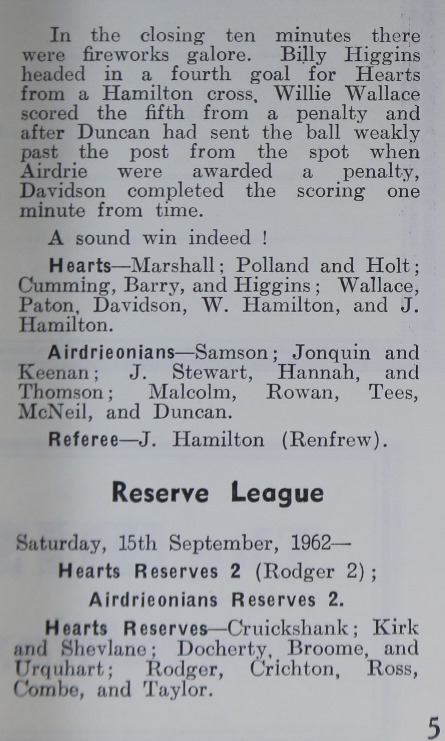 In the closing ten minutes there
were fireworks galore. Billy Higgins
headed in a fourth goal for Hearts
from a Hamilton cross, Willie Wallace
scored the fifth from a penalty and
after Duncan had sent the ball weakly
past the post from the spot when
Airdrie were awarded a penalty,
Davidson completed the scoring one
minute from time.
A sound win indeed !
Hearts—Marshall; Polland and Holt;
Cumming, Barry, and Higgins; Wallace,
Paton, Davidson, W. Hamilton, and J.
Hamilton.
Airdrieonians—Samson; Jonquin and
Keenan; J. Stewart, Hannah, and
Thomson; Malcolm, Rowan, Tees,
McNeil, and Duncan.
Referee—J. Hamilton (Renfrew).
Reserve League
Saturday, 15th September, 1962—
Hearts Reserves 2 (Rodger 2);
Airdrieonians Reserves 2.
Hearts Reserves—Cruickshank; Kirk
and Shevlane; Docherty, Broome, and
Urquhart; Rodger, Crichton, Ross,
Combe, and Taylor.
5